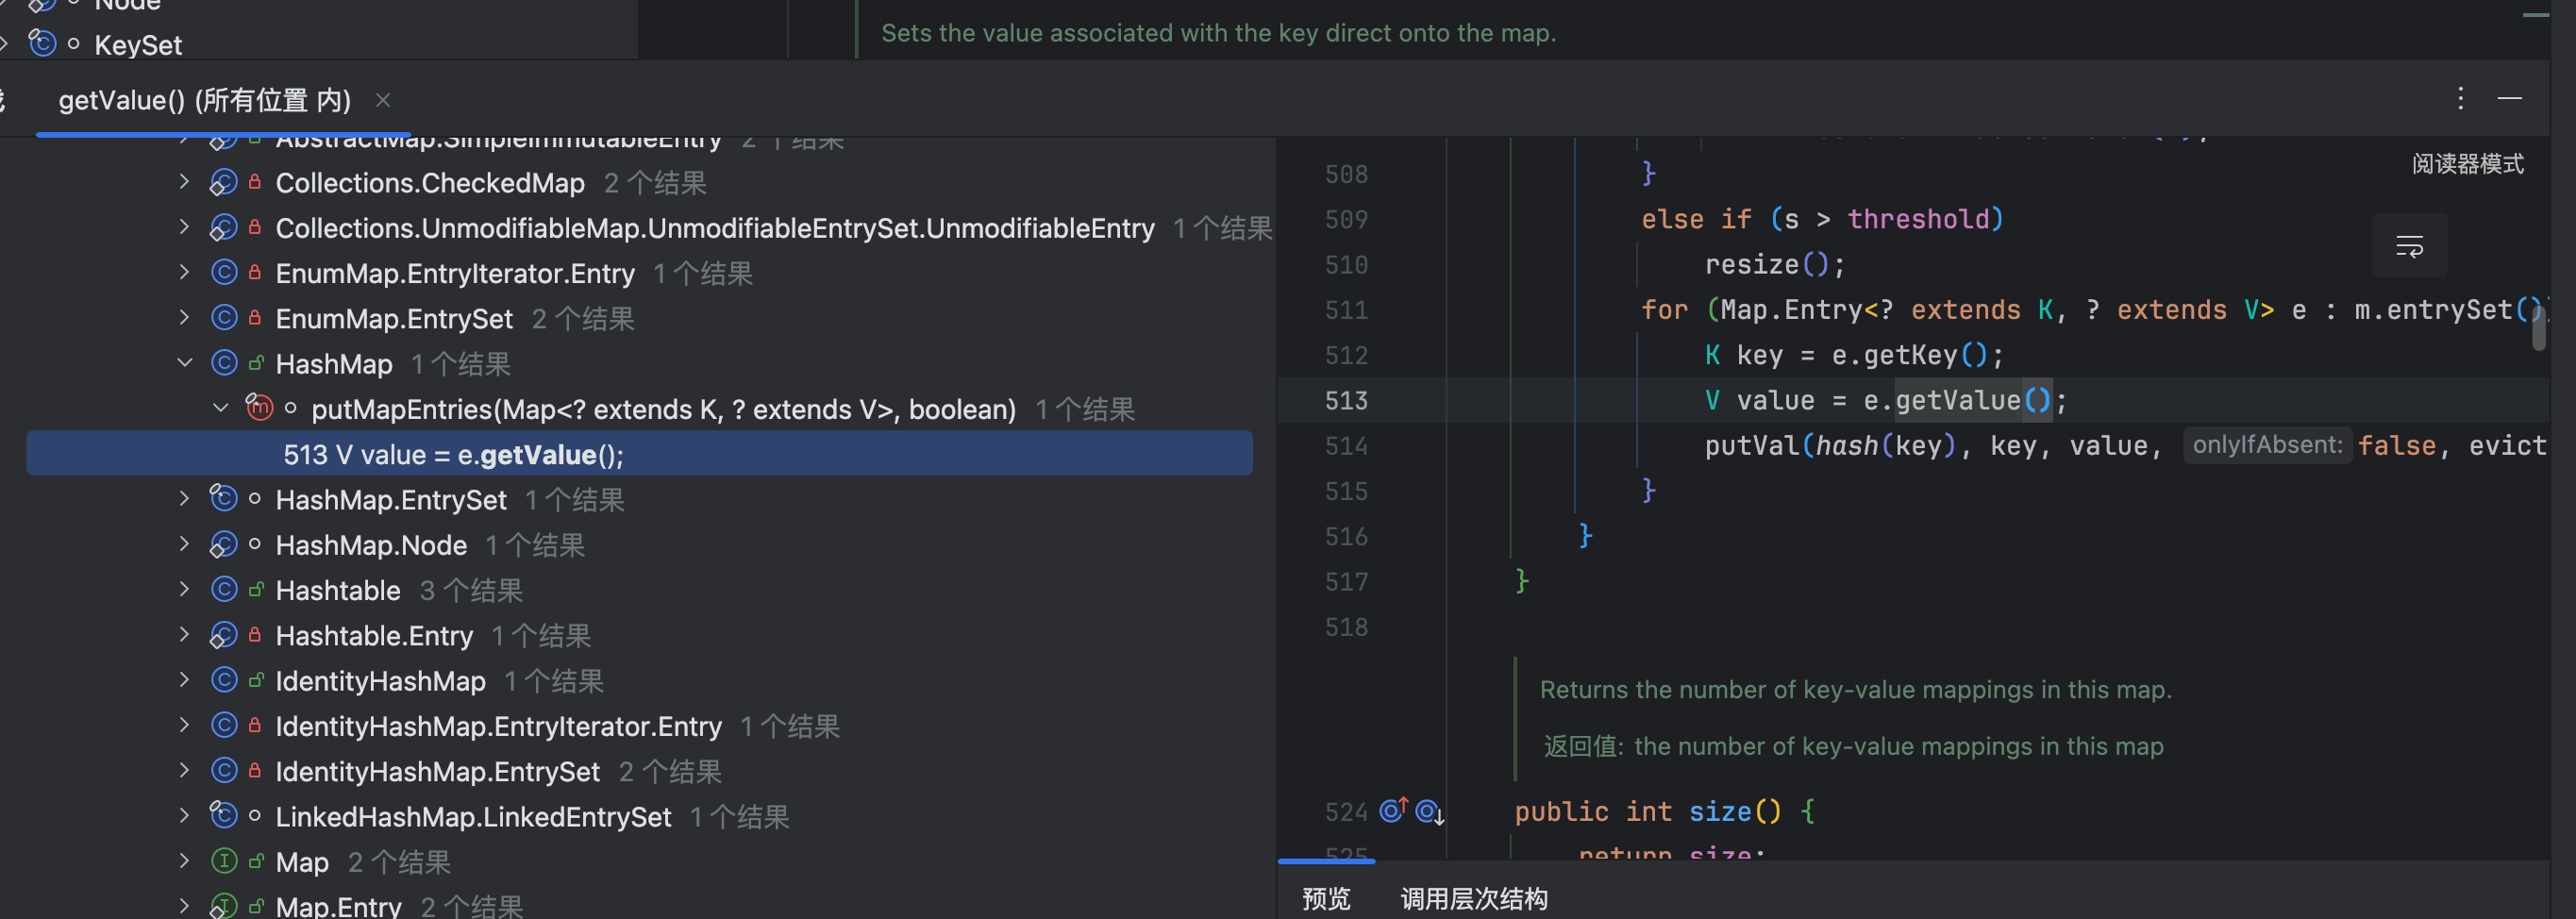 Node
KeySet
Sets the value associated with the key direct onto the map.
getValue() (所有位置 内)
AbstractMap.SimpleImmutableEntry 2 个结果
Collections.CheckedMap 2 个结果
Collections.UnmodifiableMap.UnmodifiableEntrySet.UnmodifiableEntry 1 个结果
EnumMap.EntryIterator.Entry 1 个结果
EnumMap.EntrySet 2 个结果
HashMap 1 个结果
putMapEntries(Map<? extends K, ? extends V>, boolean) 1 个结果
513 V value = e.getValue();
HashMap.EntrySet 1 个结果
HashMap.Node 1 个结果
Hashtable 3 个结果
Hashtable.Entry 1 个结果
IdentityHashMap 1 个结果
IdentityHashMap.EntryIterator.Entry 1 个结果
IdentityHashMap.EntrySet 2 个结果
LinkedHashMap.LinkedEntrySet 1 个结果
Map 2 个结果
Map.Entry 2 个结果
阅读器模式
508 }
509 else if (s > threshold)
510 resize();
511 for (Map.Entry<? extends K, ? extends V> e : m.entrySet()
512 K key = e.getKey();
513 V value = e.getValue();
514 putVal(hash(key), key, value, onlyIfAbsent: false, evict
515 }
516 }
517 }
518
Returns the number of key-value mappings in this map.
返回值: the number of key-value mappings in this map
524 public int size() {
525 return size;
预览 调用层次结构